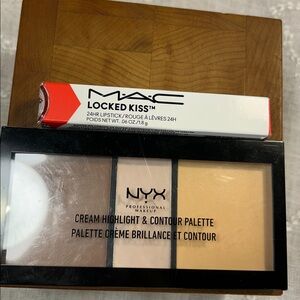 M·A·C
LOCKED KISS™
24HR LIPSTICK/ROUGE À LÈVRES 24H
POIDS NET WT. .06 OZ/1.8 g
NYX
PROFESSIONAL MAKEUP
CREAM HIGHLIGHT & CONTOUR PALETTE
PALETTE CRÈME BRILLANCE ET CONTOUR